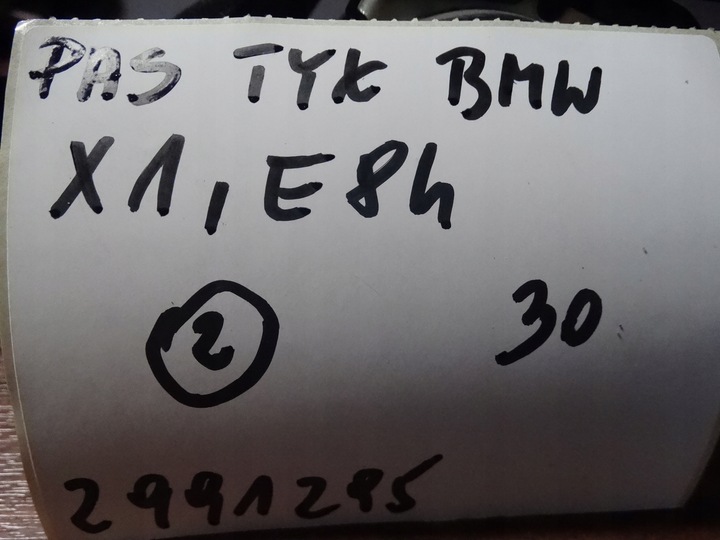 PAS TYŁ BMW
X1, E84
2 30
2991295